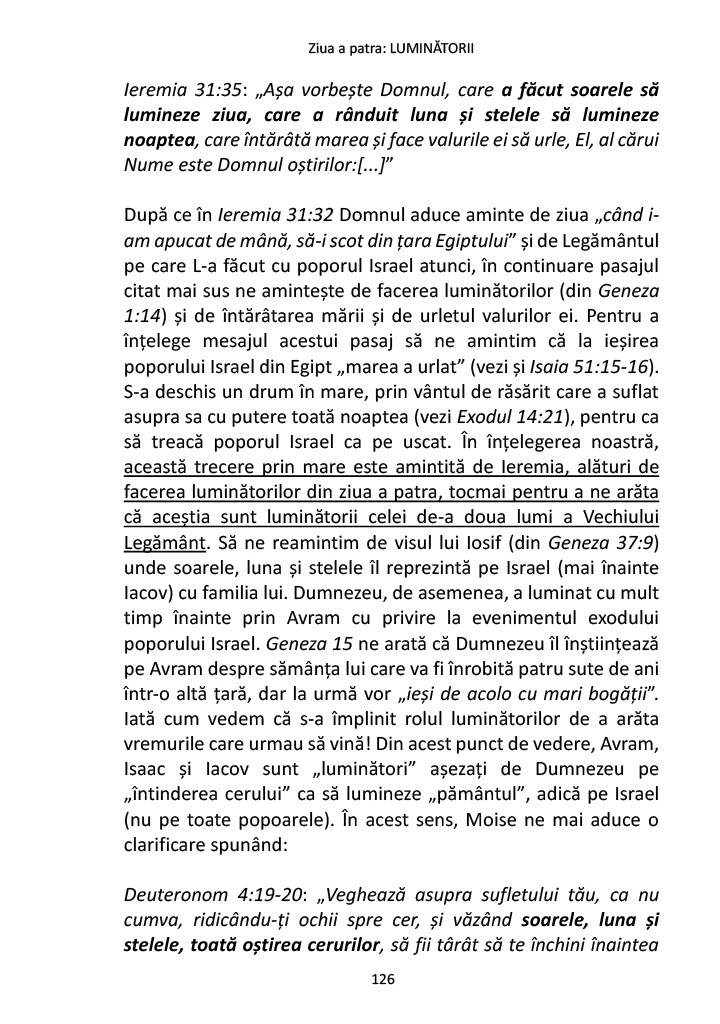 Ziua a patra: LUMINĂTORII
Ieremia 31:35: „Așa vorbește Domnul, care a făcut soarele să
lumineze ziua, care a rânduit luna și stelele să lumineze
noaptea, care întărâtă marea și face valurile ei să urle, El, al cărui
Nume este Domnul oștirilor:[...]”
După ce în Ieremia 31:32 Domnul aduce aminte de ziua „când i-
am apucat de mână, să-i scot din țara Egiptului” și de Legământul
pe care L-a făcut cu poporul Israel atunci, în continuare pasajul
citat mai sus ne amintește de facerea luminătorilor (din Geneza
1:14) și de întărâtarea mării și de urletul valurilor ei. Pentru a
înțelege mesajul acestui pasaj să ne amintim că la ieșirea
poporului Israel din Egipt „marea a urlat” (vezi și Isaia 51:15-16).
S-a deschis un drum în mare, prin vântul de răsărit care a suflat
asupra sa cu putere toată noaptea (vezi Exodul 14:21), pentru ca
să treacă poporul Israel ca pe uscat. În înțelegerea noastră,
această trecere prin mare este amintită de Ieremia, alături de
facerea luminătorilor din ziua a patra, tocmai pentru a ne arăta
că aceștia sunt luminătorii celei de-a doua lumi a Vechiului
Legământ. Să ne reamintim de visul lui Iosif (din Geneza 37:9)
unde soarele, luna și stelele îl reprezintă pe Israel (mai înainte
Iacov) cu familia lui. Dumnezeu, de asemenea, a luminat cu mult
timp înainte prin Avram cu privire la evenimentul exodului
poporului Israel. Geneza 15 ne arată că Dumnezeu îl înștiințează
pe Avram despre sămânța lui care va fi înrobită patru sute de ani
într-o altă țară, dar la urmă vor „ieși de acolo cu mari bogății”.
Iată cum vedem că s-a împlinit rolul luminătorilor de a arăta
vremurile care urmau să vină! Din acest punct de vedere, Avram,
Isaac și Iacov sunt „luminători” așezați de Dumnezeu pe
„întinderea cerului” ca să lumineze „pământul”, adică pe Israel
(nu pe toate popoarele). În acest sens, Moise ne mai aduce o
clarificare spunând:
Deuteronom 4:19-20: „Veghează asupra sufletului tău, ca nu
cumva, ridicându-ți ochii spre cer, și văzând soarele, luna și
stelele, toată oștirea cerurilor, să fii târât să te închini înaintea
126